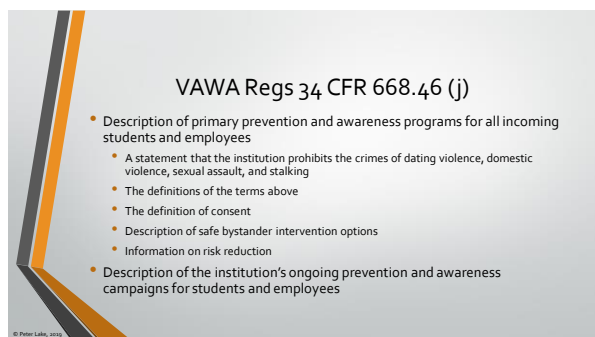 VAWA Regs 34 CFR 668.46 (j)
• Description of primary prevention and awareness programs for all incoming
students and employees
• A statement that the institution prohibits the crimes of dating violence, domestic
violence, sexual assault, and stalking
• The definitions of the terms above
• The definition of consent
• Description of safe bystander intervention options
• Information on risk reduction
• Description of the institution's ongoing prevention and awareness
campaigns for students and employees
© Peter Lake, 2019